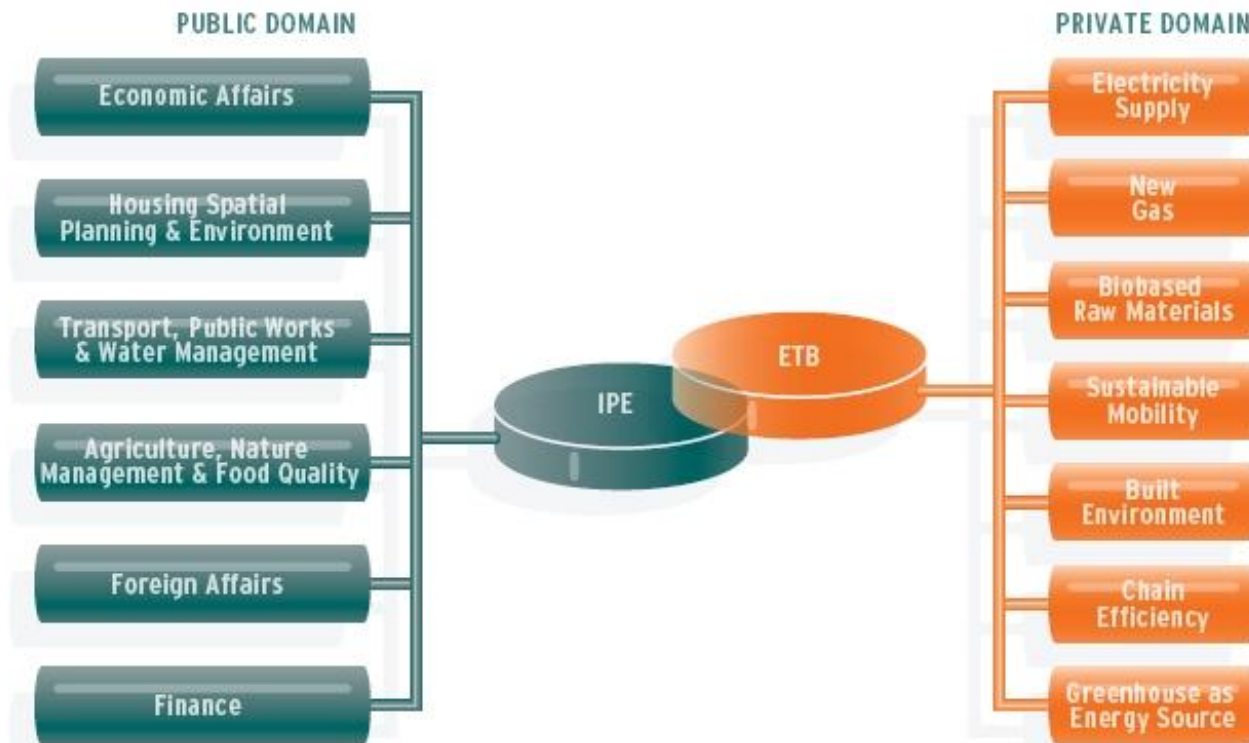 PUBLIC DOMAIN
Economic Affairs
Housing Spatial
Planning & Environment
Transport, Public Works
& Water Management
Agriculture, Nature
Management & Food Quality
Foreign Affairs
Finance
IPE
ETB
PRIVATE DOMAIN
Electricity
Supply
New
Gas
Biobased
Raw Materials
Sustainable
Mobility
Built
Environment
Chain
Efficiency
Greenhouse as
Energy Source